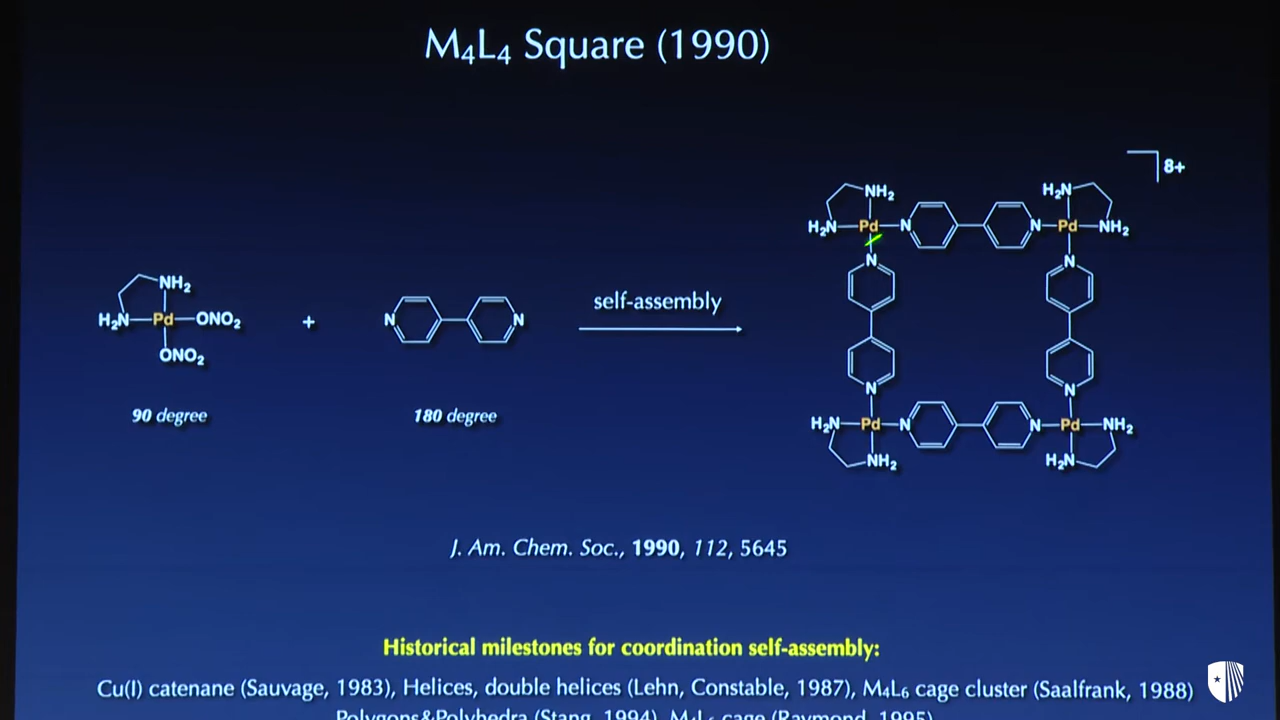 M₄L₄ Square (1990)
8+
NH₂
H₂N
H₂N Pd N N Pd NH₂
N N
NH₂
H₂N Pd ONO₂
ONO₂
+
N N
self-assembly
90 degree
180 degree
N N
H₂N Pd N N Pd NH₂
NH₂
H₂N
J. Am. Chem. Soc., 1990, 112, 5645
Historical milestones for coordination self-assembly:
Cu(I) catenane (Sauvage, 1983), Helices, double helices (Lehn, Constable, 1987), M₄L₆ cage cluster (Saalfrank, 1988)
Polygons&Polyhedra (Stang, 1994), M₄L₆ cage (Raymond, 1995)